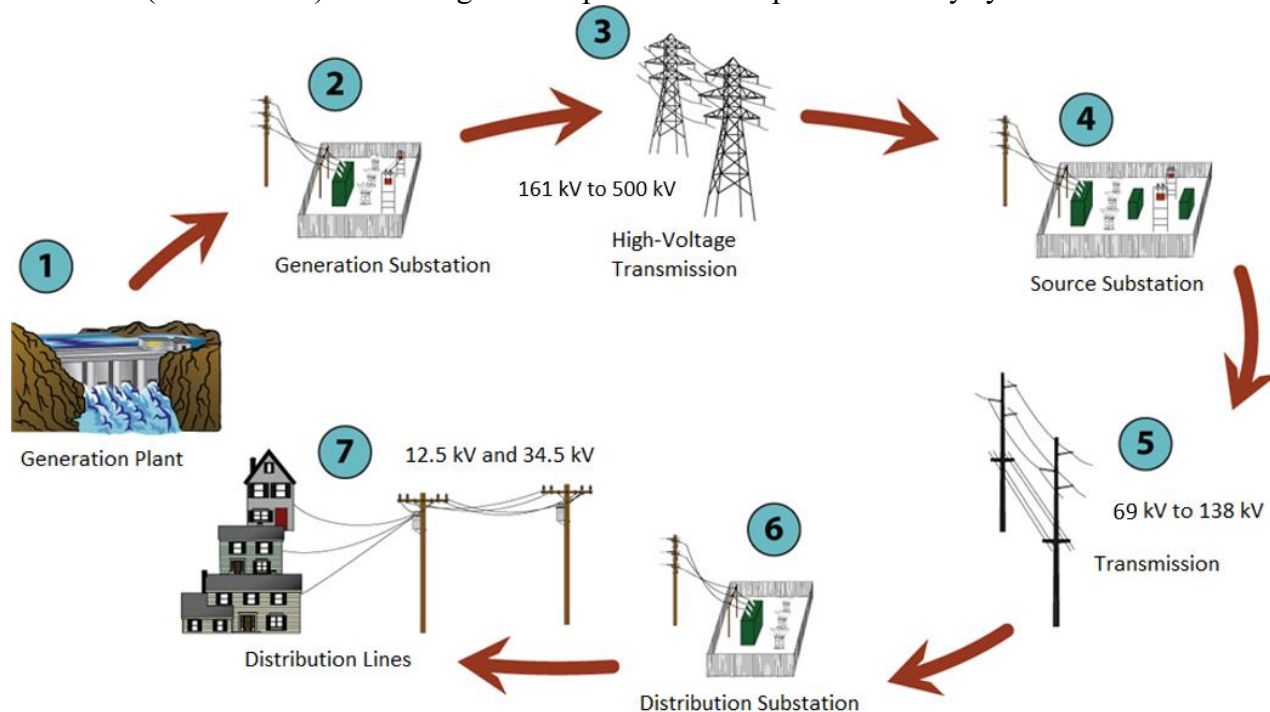 1
Generation Plant
2
Generation Substation
3
161 kV to 500 kV
High-Voltage
Transmission
4
Source Substation
5
69 kV to 138 kV
Transmission
6
Distribution Substation
7
12.5 kV and 34.5 kV
Distribution Lines